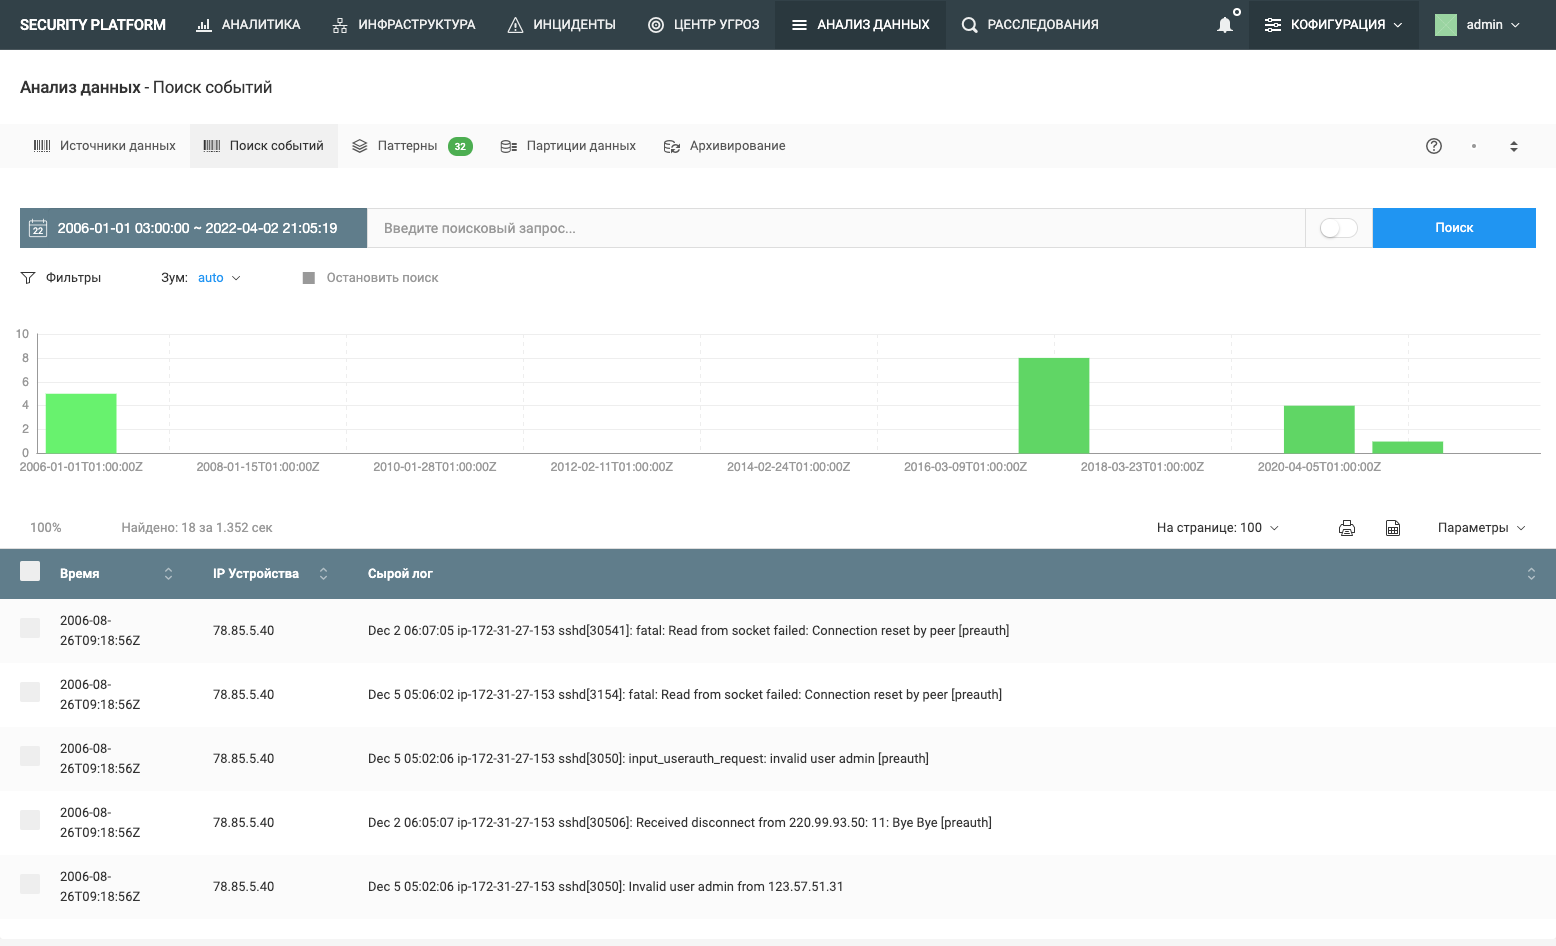 SECURITY PLATFORM АНАЛИТИКА ИНФРАСТРУКТУРА ИНЦИДЕНТЫ ЦЕНТР УГРОЗ АНАЛИЗ ДАННЫХ РАССЛЕДОВАНИЯ КОФИГУРАЦИЯ admin
Анализ данных - Поиск событий
Источники данных Поиск событий Паттерны 32 Партиции данных Архивирование
22 2006-01-01 03:00:00 ~ 2022-04-02 21:05:19 Введите поисковый запрос... Поиск
Фильтры Зум: auto Остановить поиск
10
8
6
4
2
0
2006-01-01T01:00:00Z 2008-01-15T01:00:00Z 2010-01-28T01:00:00Z 2012-02-11T01:00:00Z 2014-02-24T01:00:00Z 2016-03-09T01:00:00Z 2018-03-23T01:00:00Z 2020-04-05T01:00:00Z
100% Найдено: 18 за 1.352 сек На странице: 100 Параметры
Время IP Устройства Сырой лог
2006-08-
26T09:18:56Z 78.85.5.40 Dec 2 06:07:05 ip-172-31-27-153 sshd[30541]: fatal: Read from socket failed: Connection reset by peer [preauth]
2006-08-
26T09:18:56Z 78.85.5.40 Dec 5 05:06:02 ip-172-31-27-153 sshd[3154]: fatal: Read from socket failed: Connection reset by peer [preauth]
2006-08-
26T09:18:56Z 78.85.5.40 Dec 5 05:02:06 ip-172-31-27-153 sshd[3050]: input_userauth_request: invalid user admin [preauth]
2006-08-
26T09:18:56Z 78.85.5.40 Dec 2 06:05:07 ip-172-31-27-153 sshd[30506]: Received disconnect from 220.99.93.50: 11: Bye Bye [preauth]
2006-08-
26T09:18:56Z 78.85.5.40 Dec 5 05:02:06 ip-172-31-27-153 sshd[3050]: Invalid user admin from 123.57.51.31